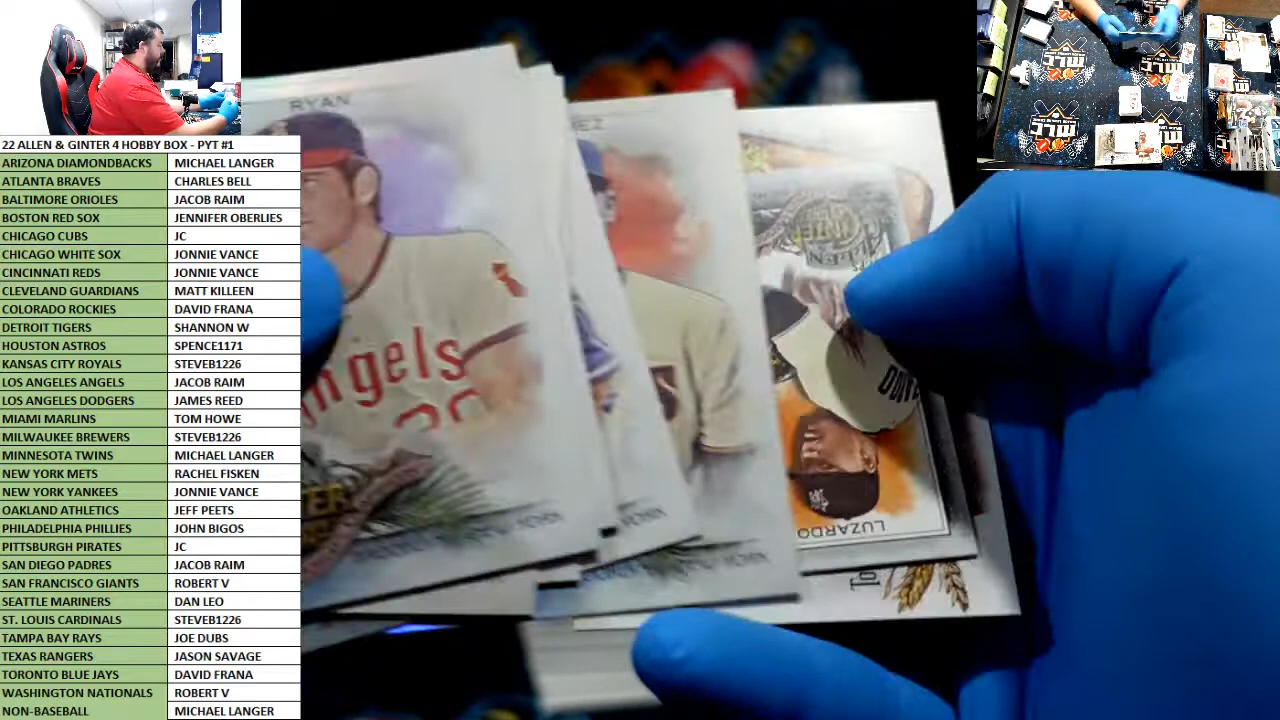 22 ALLEN & GINTER 4 HOBBY BOX - PYT #1
ARIZONA DIAMONDBACKS MICHAEL LANGER
ATLANTA BRAVES CHARLES BELL
BALTIMORE ORIOLES JACOB RAIM
BOSTON RED SOX JENNIFER OBERLIES
CHICAGO CUBS JC
CHICAGO WHITE SOX JONNIE VANCE
CINCINNATI REDS JONNIE VANCE
CLEVELAND GUARDIANS MATT KILLEEN
COLORADO ROCKIES DAVID FRANA
DETROIT TIGERS SHANNON W
HOUSTON ASTROS SPENCE1171
KANSAS CITY ROYALS STEVEB1226
LOS ANGELES ANGELS JACOB RAIM
LOS ANGELES DODGERS JAMES REED
MIAMI MARLINS TOM HOWE
MILWAUKEE BREWERS STEVEB1226
MINNESOTA TWINS MICHAEL LANGER
NEW YORK METS RACHEL FISKEN
NEW YORK YANKEES JONNIE VANCE
OAKLAND ATHLETICS JEFF PEETS
PHILADELPHIA PHILLIES JOHN BIGOS
PITTSBURGH PIRATES JC
SAN DIEGO PADRES JACOB RAIM
SAN FRANCISCO GIANTS ROBERT V
SEATTLE MARINERS DAN LEO
ST. LOUIS CARDINALS STEVEB1226
TAMPA BAY RAYS JOE DUBS
TEXAS RANGERS JASON SAVAGE
TORONTO BLUE JAYS DAVID FRANA
WASHINGTON NATIONALS ROBERT V
NON-BASEBALL MICHAEL LANGER
RYAN
ngels
LUZARDO
MLC
MLC
MLC
MLC